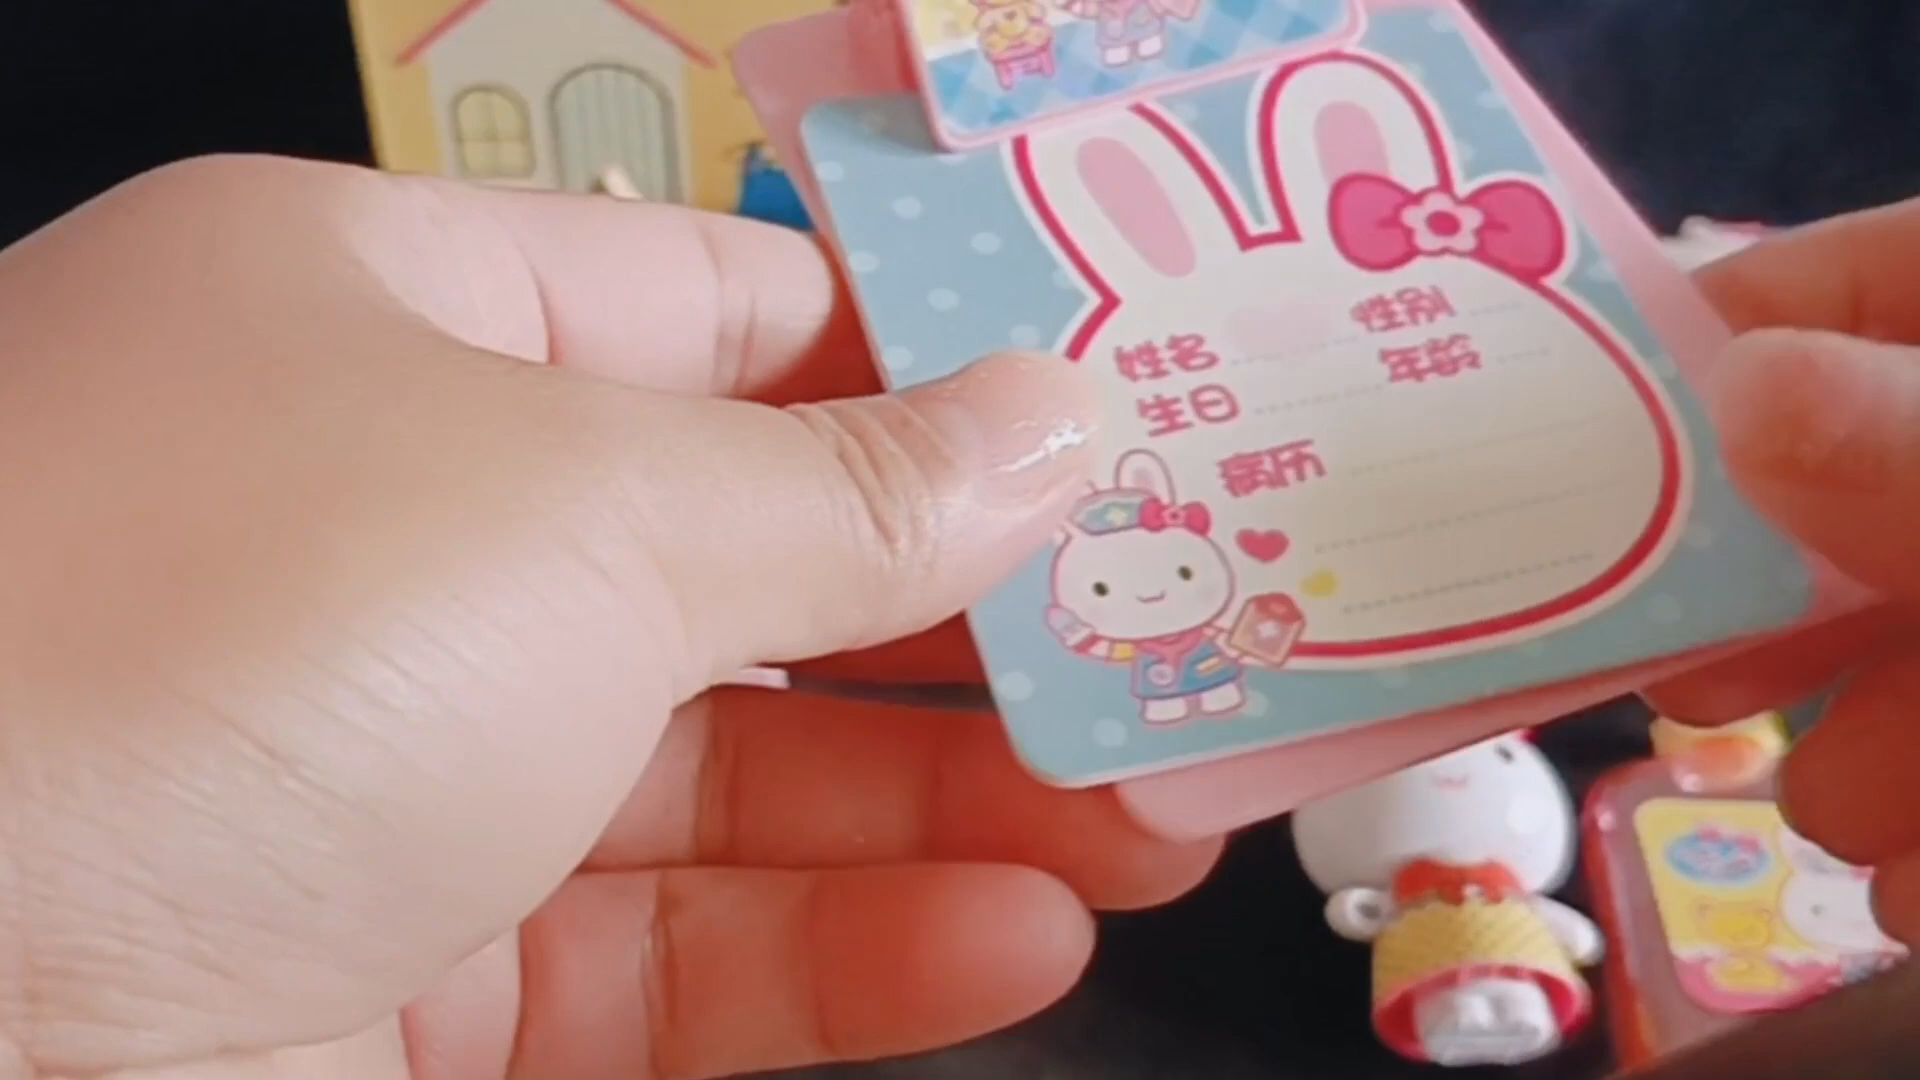 姓名 性别
生日 年龄
病历